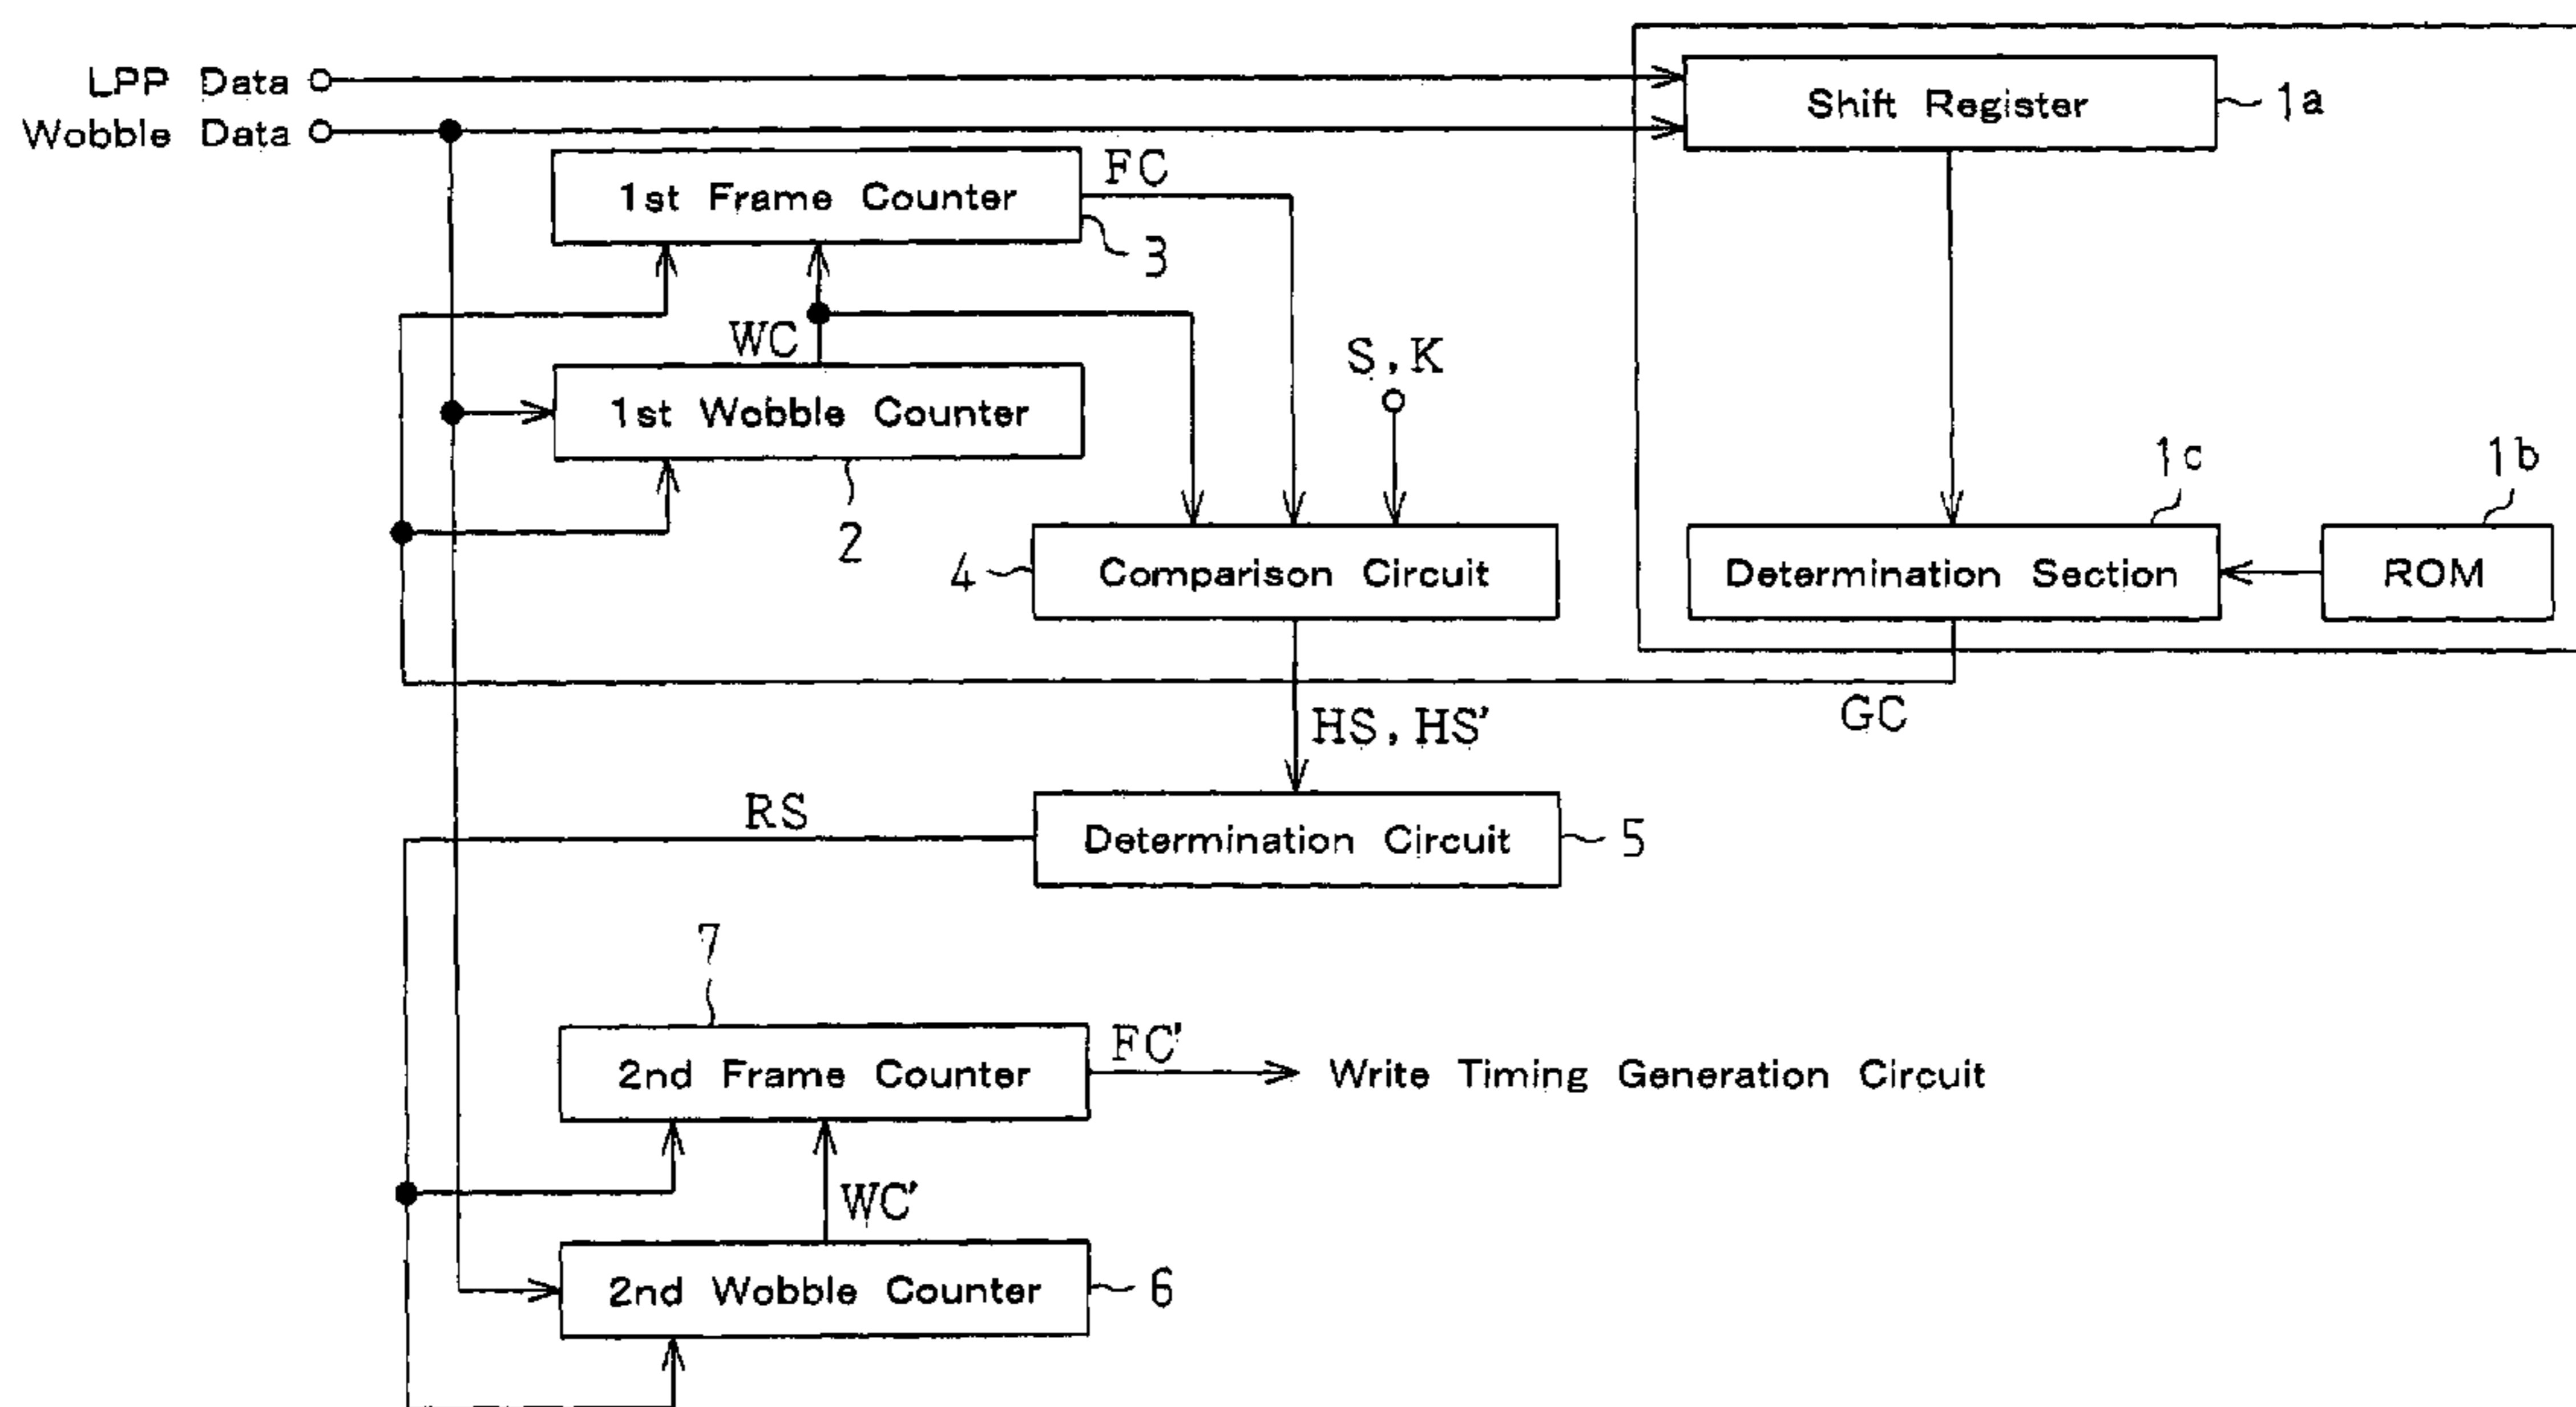 LPP Data
Wobble Data
Shift Register
1a
1st Frame Counter
FC
3
WC
1st Wobble Counter
2
S,K
4
Comparison Circuit
1c
1b
Determination Section
ROM
GC
HS, HS'
RS
Determination Circuit
5
7
2nd Frame Counter
FC'
Write Timing Generation Circuit
WC'
2nd Wobble Counter
6